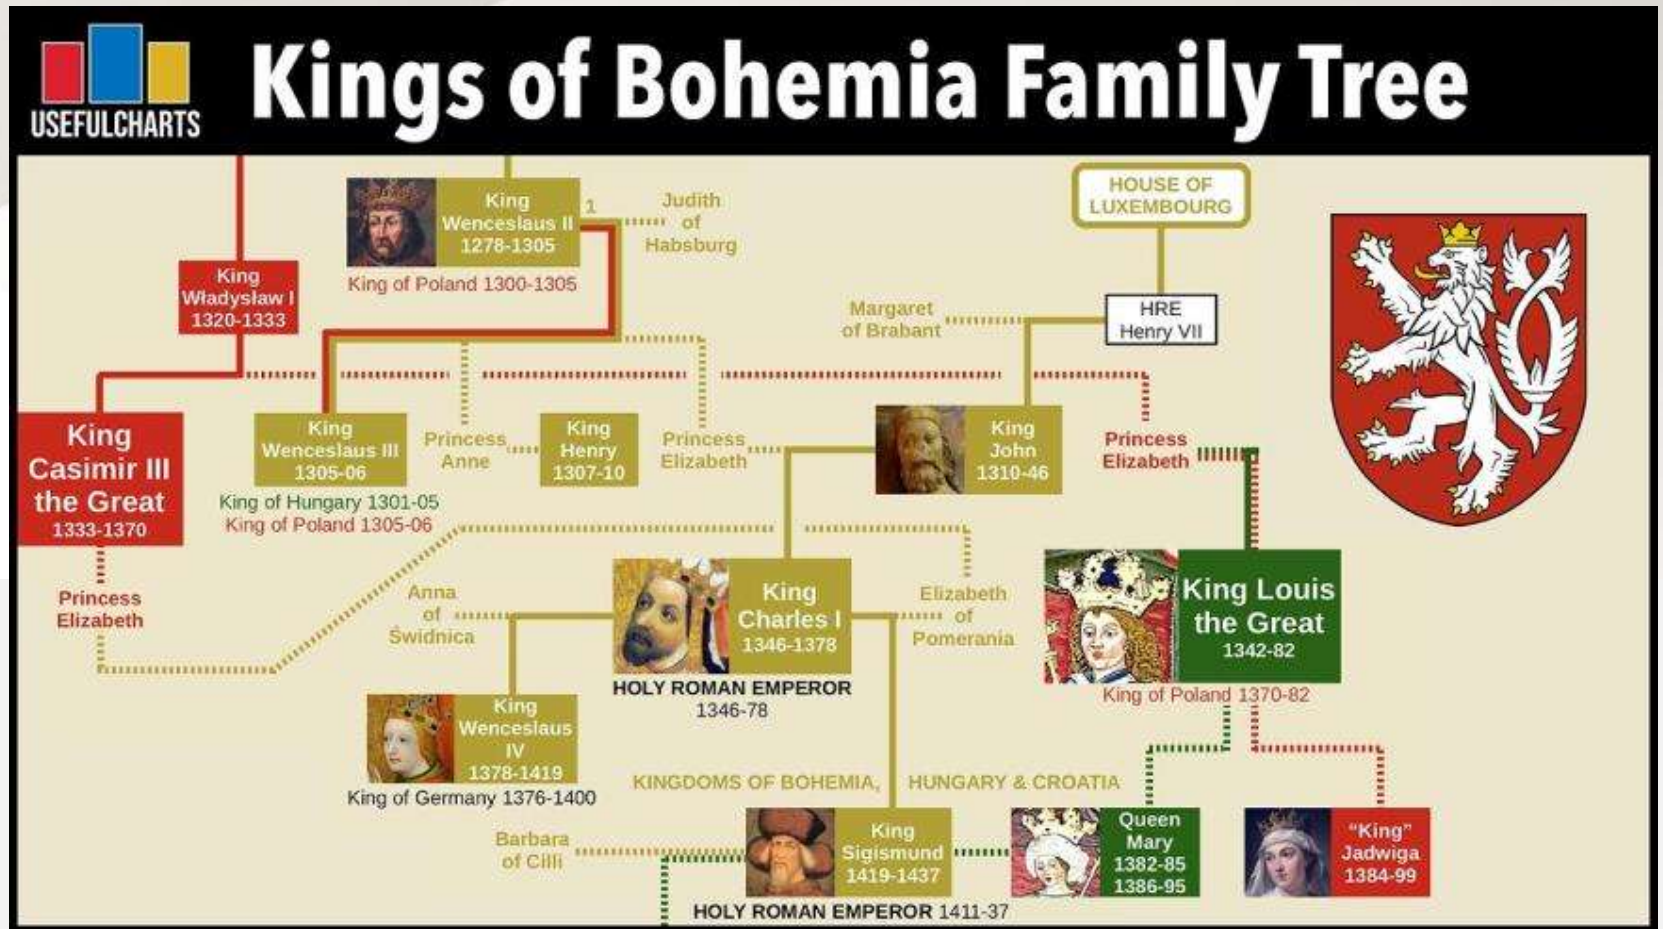 USEFULCHARTS
Kings of Bohemia Family Tree
King
Wenceslaus II
1278-1305
1
Judith
of
Habsburg
King of Poland 1300-1305
HOUSE OF
LUXEMBOURG
King
Władysław I
1320-1333
Margaret
of Brabant
HRE
Henry VII
King
Casimir III
the Great
1333-1370
King
Wenceslaus III
1305-06
King of Hungary 1301-05
King of Poland 1305-06
Princess
Anne
King
Henry
1307-10
Princess
Elizabeth
King
John
1310-46
Princess
Elizabeth
Princess
Elizabeth
Anna
of
Świdnica
King
Charles I
1346-1378
HOLY ROMAN EMPEROR
1346-78
Elizabeth
of
Pomerania
King Louis
the Great
1342-82
King of Poland 1370-82
King
Wenceslaus
IV
1378-1419
King of Germany 1376-1400
KINGDOMS OF BOHEMIA, HUNGARY & CROATIA
Barbara
of Cilli
King
Sigismund
1419-1437
HOLY ROMAN EMPEROR 1411-37
Queen
Mary
1382-85
1386-95
“King”
Jadwiga
1384-99